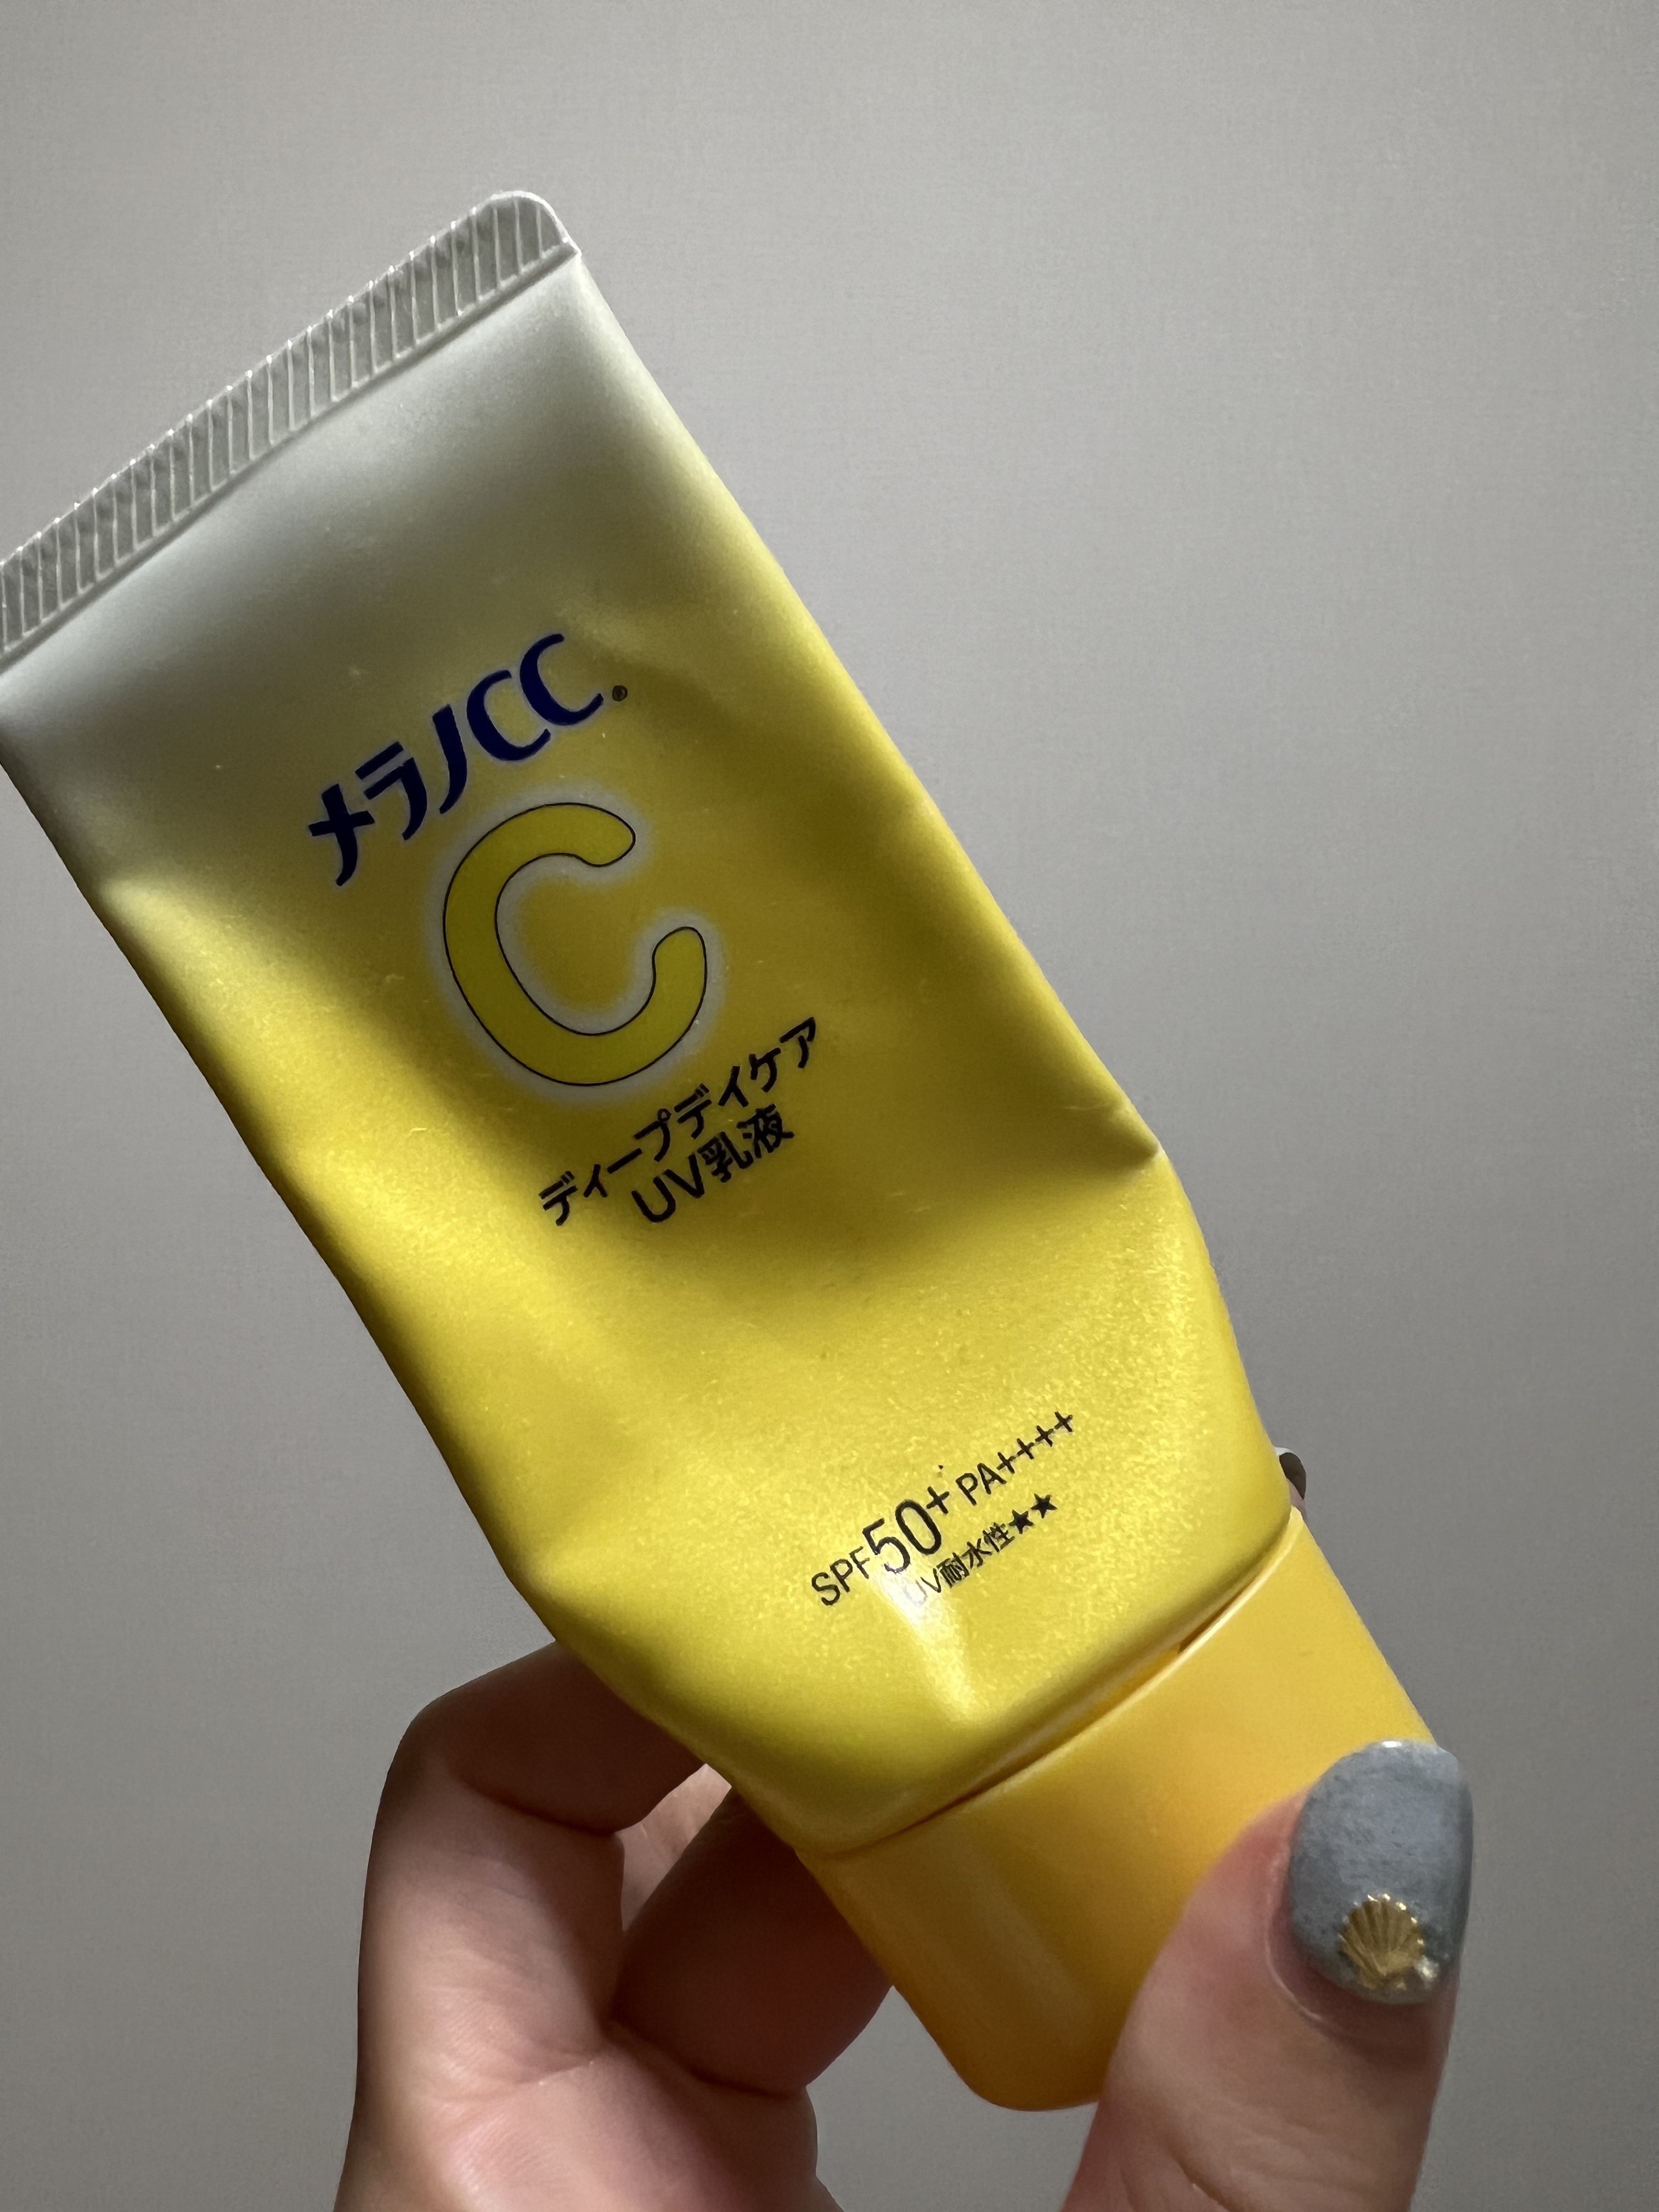 メラノCC®
C
ディープデイケア
UV乳液
SPF50+ PA++++
UV耐水性★★